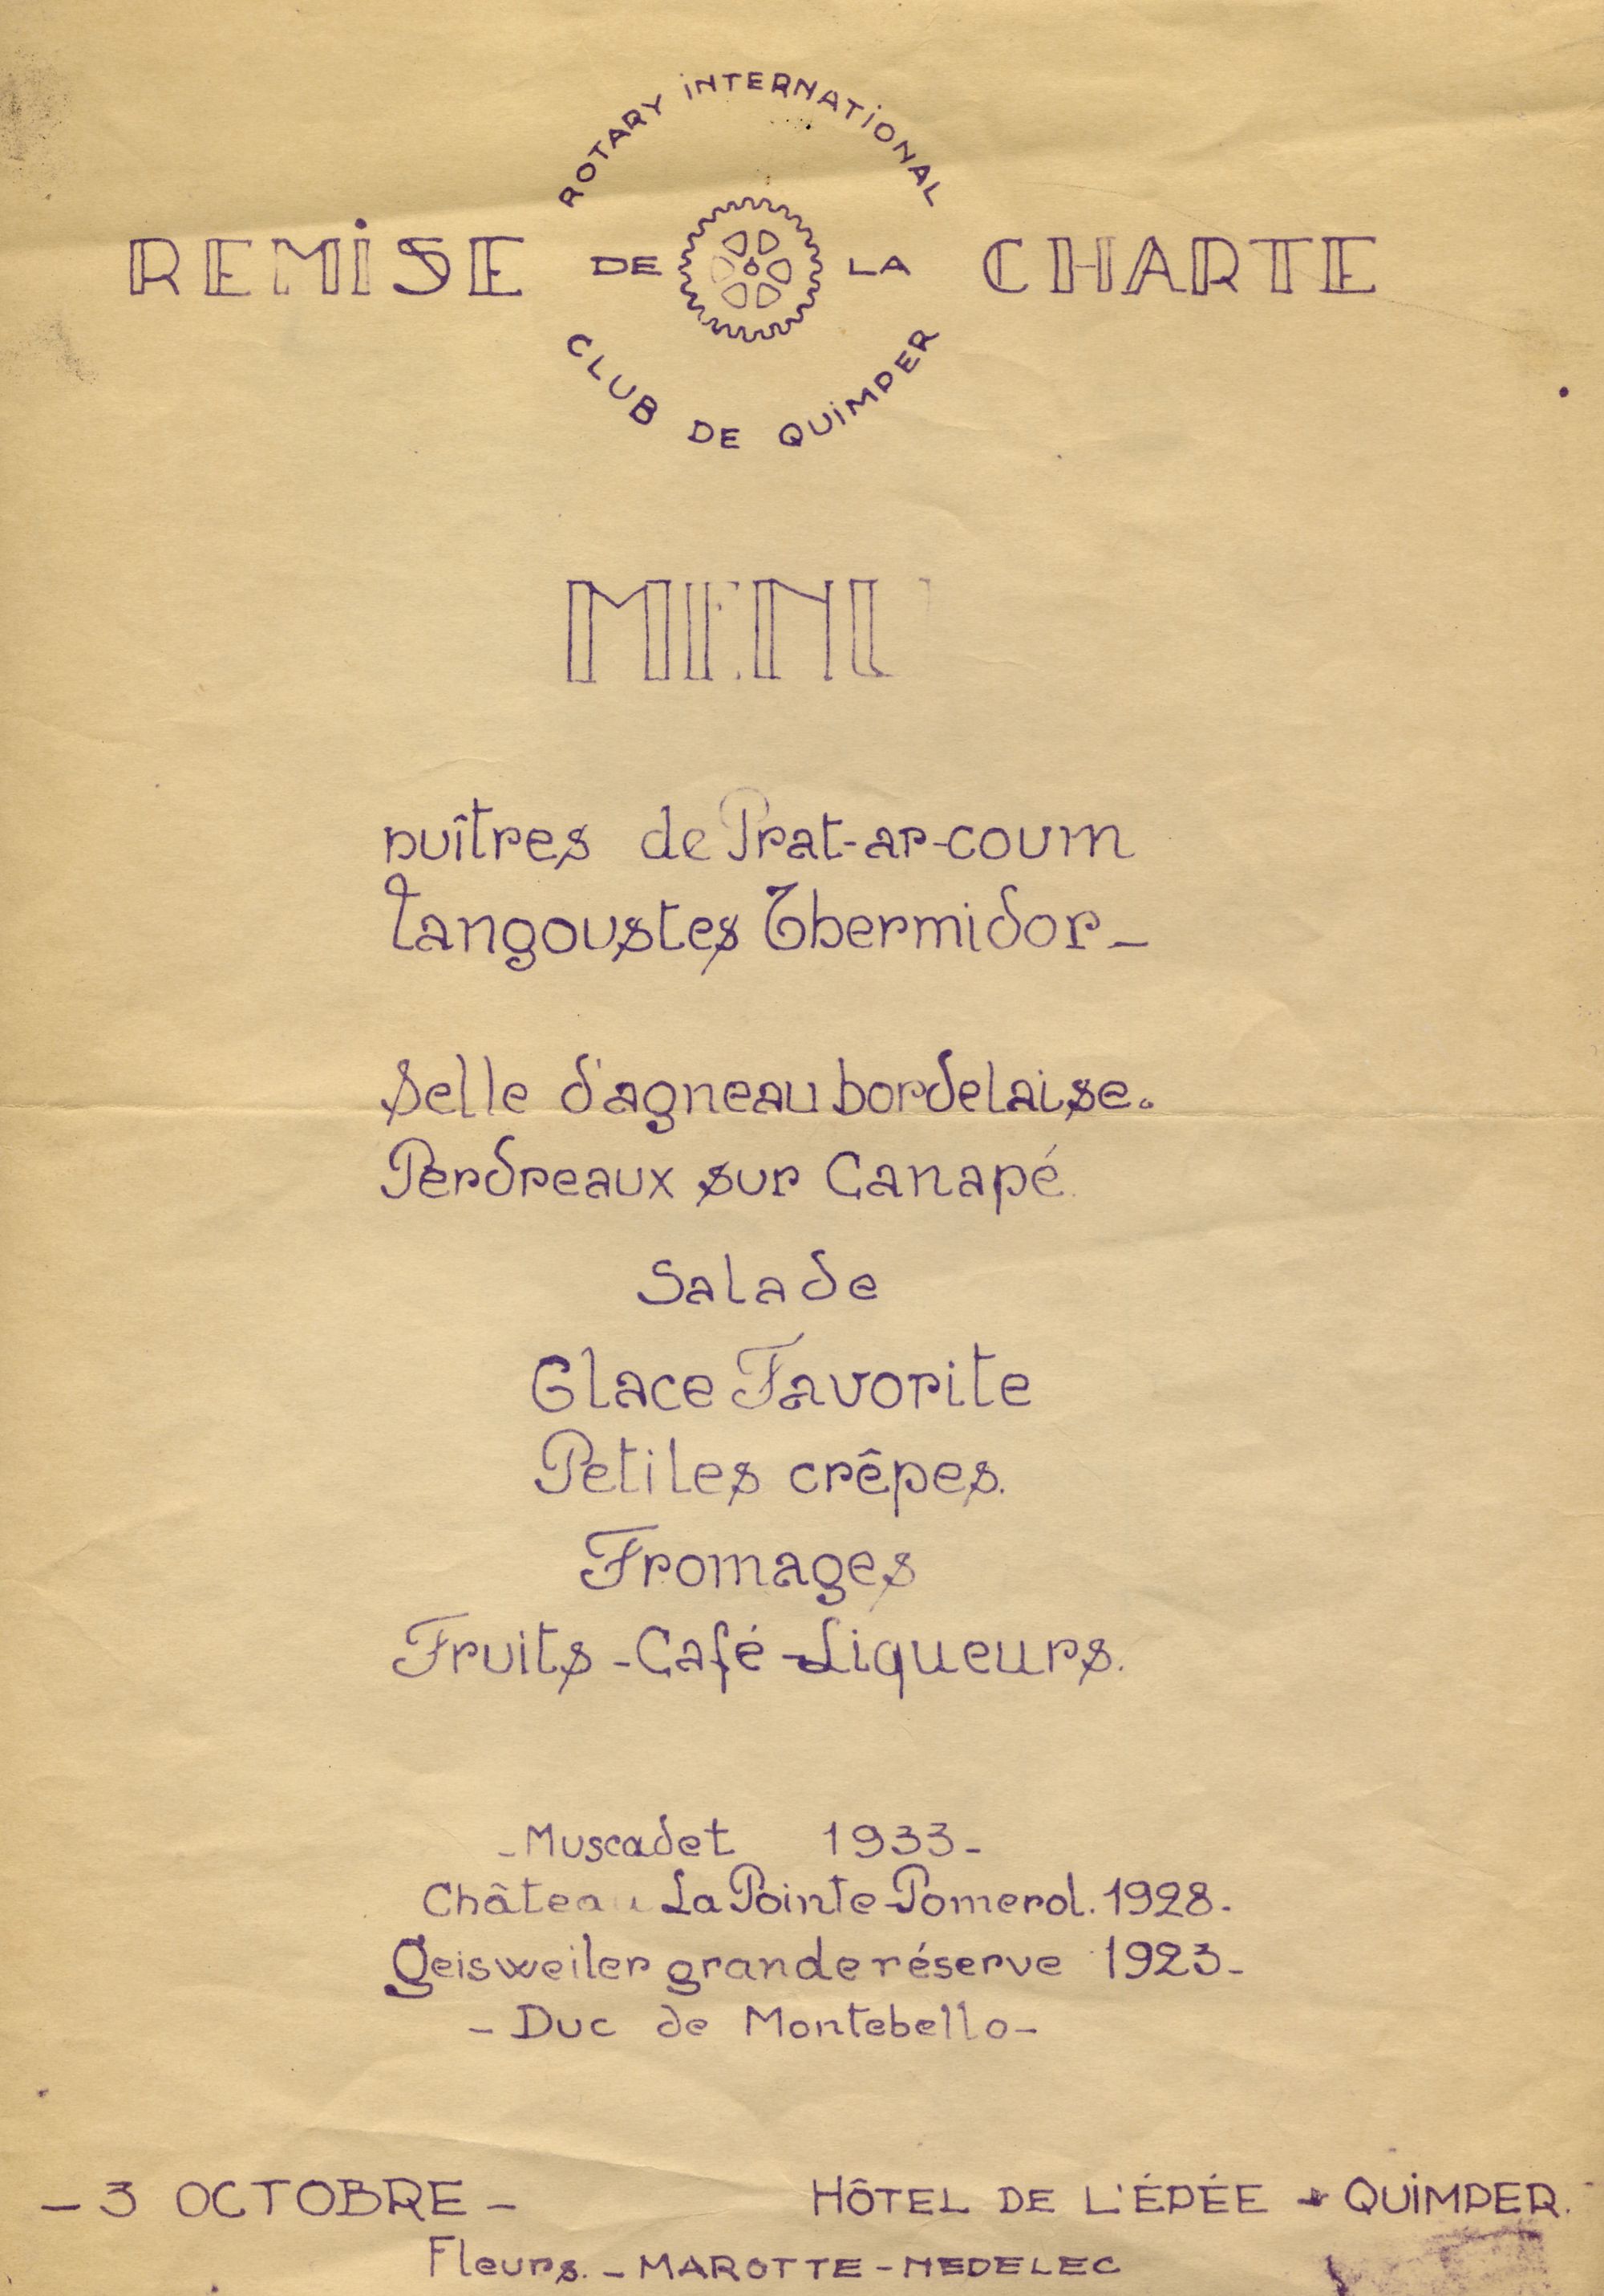 ROTARY INTERNATIONAL
REMISE DE LA CHARTE
CLUB DE QUIMPER
MENU
huîtres de Prat-ar-coum
Langoustes Thermidor_
Selle d'agneau bordelaise.
Perdreaux sur Canapé.
Salade
Glace Favorite
Petites crêpes.
Fromages
Fruits - Café - Liqueurs.
- Muscadet 1933 -
Château La Pointe - Pomerol. 1928 -
Geisweiler grande réserve 1923 -
- Duc de Montebello -
- 3 OCTOBRE -
HÔTEL DE L'ÉPÉE - QUIMPER.
Fleurs. - MAROTTE - NEDELEC